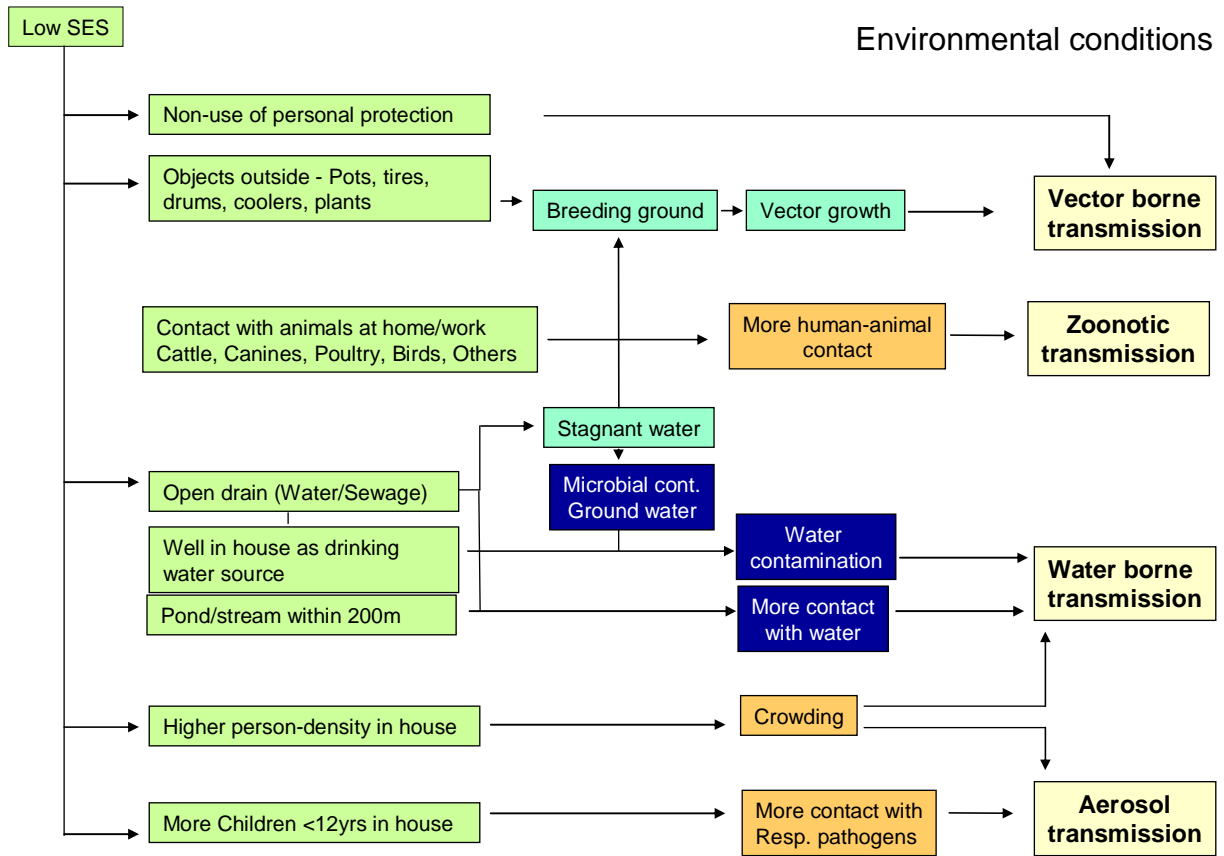 Low SES
Environmental conditions
Non-use of personal protection
Objects outside - Pots, tires,
drums, coolers, plants
Breeding ground
Vector growth
Vector borne
transmission
Contact with animals at home/work
Cattle, Canines, Poultry, Birds, Others
More human-animal
contact
Zoonotic
transmission
Stagnant water
Open drain (Water/Sewage)
Microbial cont.
Ground water
Well in house as drinking
water source
Water
contamination
Water borne
transmission
Pond/stream within 200m
More contact
with water
Higher person-density in house
Crowding
More Children <12yrs in house
More contact with
Resp. pathogens
Aerosol
transmission